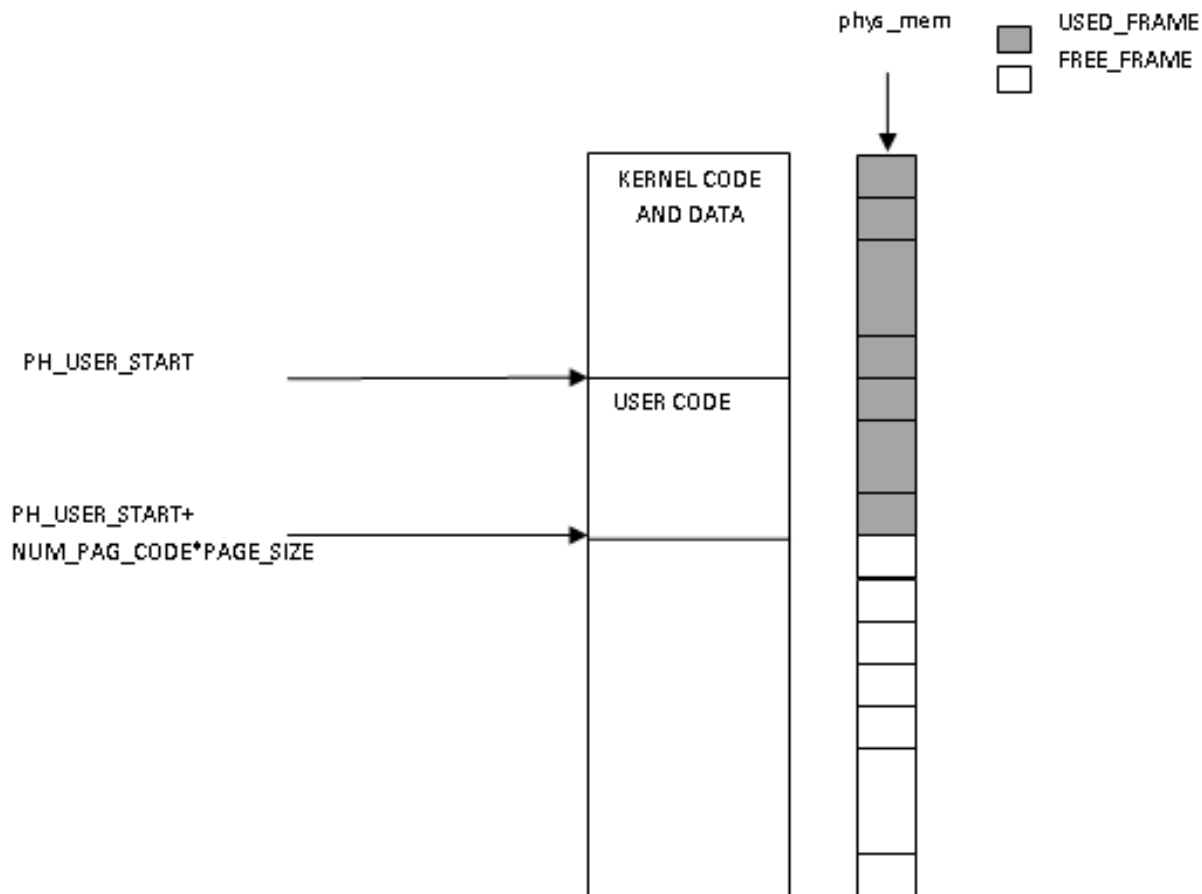 phys_mem
USED_FRAME
FREE_FRAME
KERNEL CODE
AND DATA
PH_USER_START
USER CODE
PH_USER_START+
NUM_PAG_CODE*PAGE_SIZE